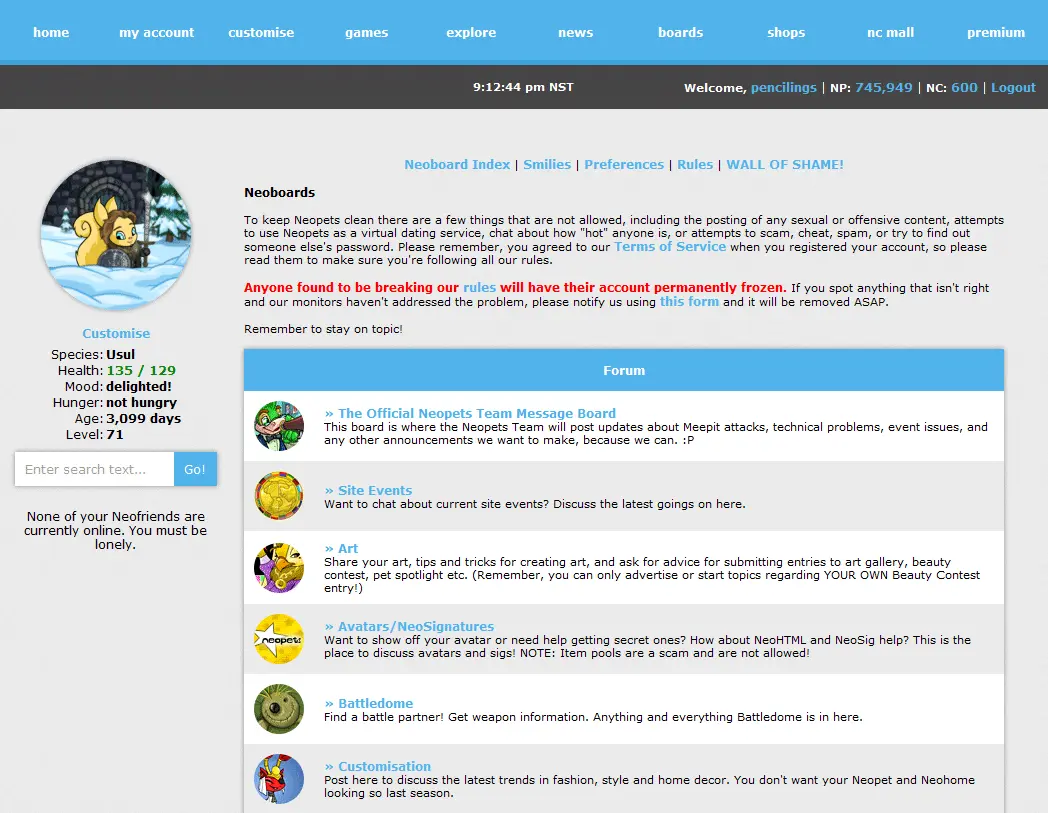 home my account customise games explore news boards shops nc mall premium
9:12:44 pm NST Welcome, pencilings | NP: 745,949 | NC: 600 | Logout
Customise
Species: Usul
Health: 135 / 129
Mood: delighted!
Hunger: not hungry
Age: 3,099 days
Level: 71
Enter search text... Go!
None of your Neofriends are
currently online. You must be
lonely.
Neoboard Index | Smilies | Preferences | Rules | WALL OF SHAME!
Neoboards
To keep Neopets clean there are a few things that are not allowed, including the posting of any sexual or offensive content, attempts
to use Neopets as a virtual dating service, chat about how "hot" anyone is, or attempts to scam, cheat, spam, or try to find out
someone else's password. Please remember, you agreed to our Terms of Service when you registered your account, so please
read them to make sure you're following all our rules.
Anyone found to be breaking our rules will have their account permanently frozen. If you spot anything that isn't right
and our monitors haven't addressed the problem, please notify us using this form and it will be removed ASAP.
Remember to stay on topic!
Forum
» The Official Neopets Team Message Board
This board is where the Neopets Team will post updates about Meepit attacks, technical problems, event issues, and
any other announcements we want to make, because we can. :P
» Site Events
Want to chat about current site events? Discuss the latest goings on here.
» Art
Share your art, tips and tricks for creating art, and ask for advice for submitting entries to art gallery, beauty
contest, pet spotlight etc. (Remember, you can only advertise or start topics regarding YOUR OWN Beauty Contest
entry!)
neopets
» Avatars/NeoSignatures
Want to show off your avatar or need help getting secret ones? How about NeoHTML and NeoSig help? This is the
place to discuss avatars and sigs! NOTE: Item pools are a scam and are not allowed!
» Battledome
Find a battle partner! Get weapon information. Anything and everything Battledome is in here.
» Customisation
Post here to discuss the latest trends in fashion, style and home decor. You don't want your Neopet and Neohome
looking so last season.